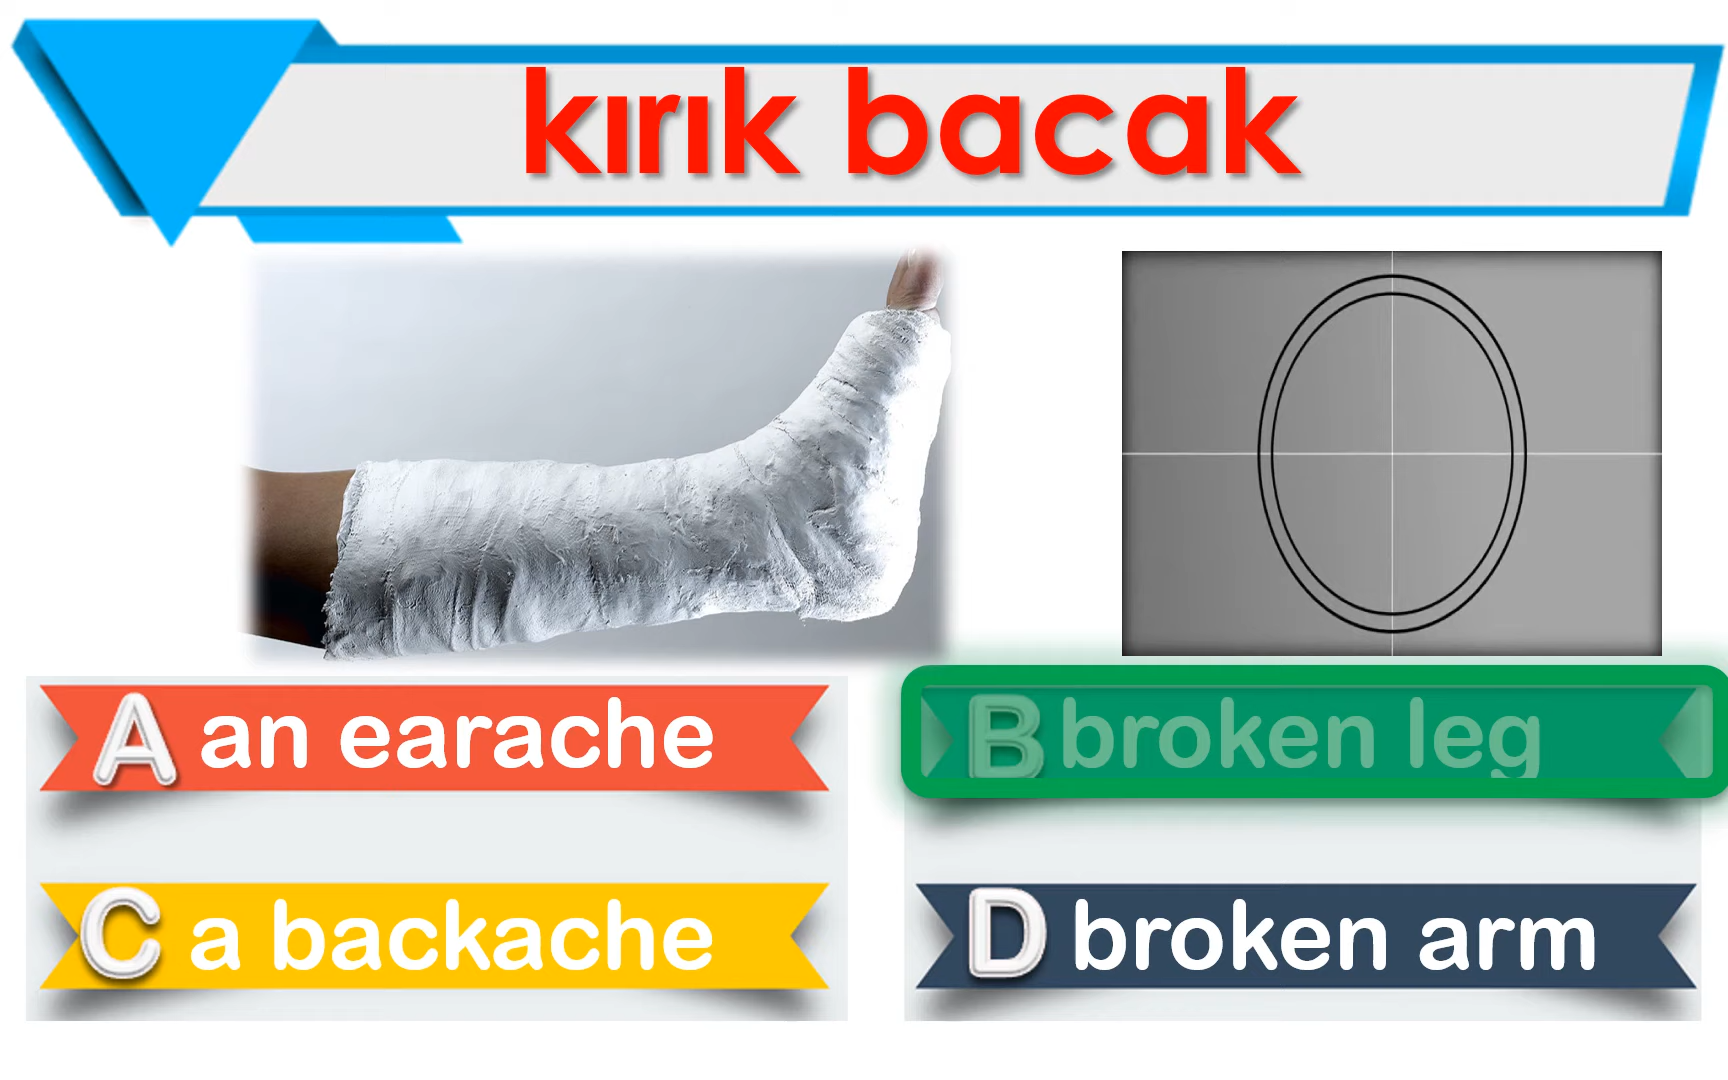 kırık bacak
A an earache
B broken leg
C a backache
D broken arm